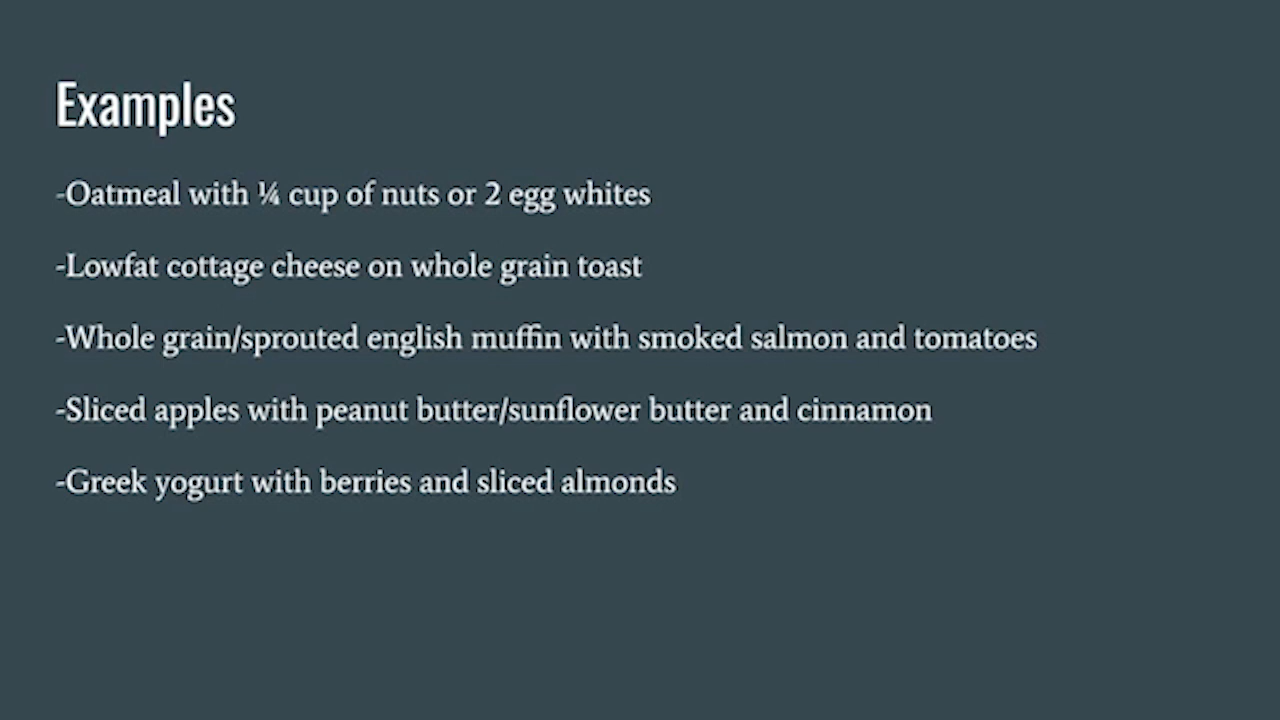 Examples
-Oatmeal with ¼ cup of nuts or 2 egg whites
-Lowfat cottage cheese on whole grain toast
-Whole grain/sprouted english muffin with smoked salmon and tomatoes
-Sliced apples with peanut butter/sunflower butter and cinnamon
-Greek yogurt with berries and sliced almonds